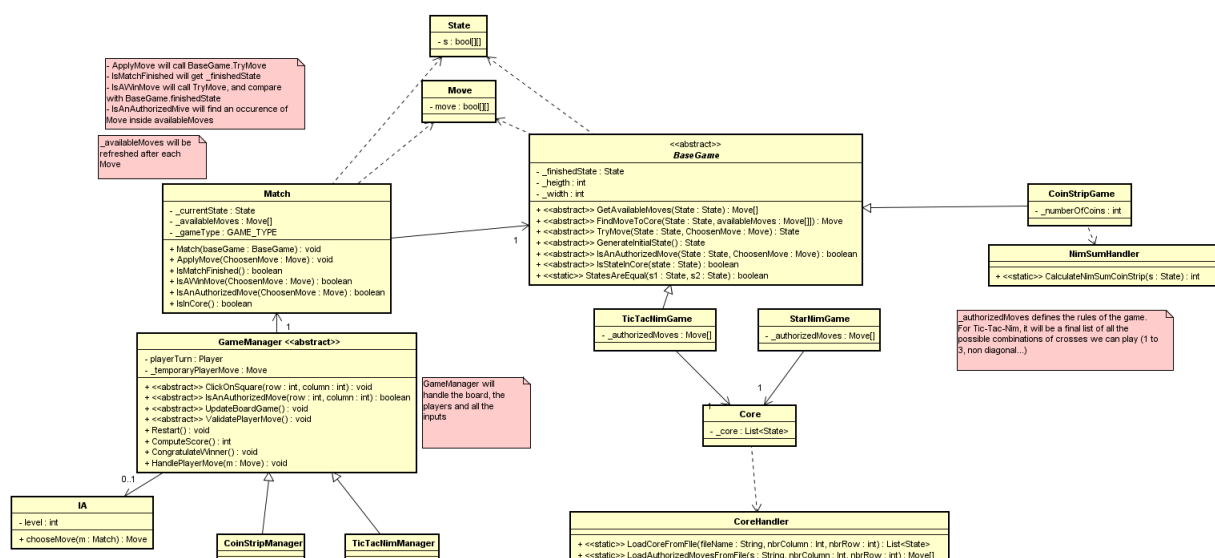 State
- s : bool[][]
- ApplyMove will call BaseGame.TryMove
- IsMatchFinished will get _finishedState
- IsAWinMove will call TryMove, and compare
with BaseGame.finishedState
- IsAnAuthorizedMive will find an occurence of
Move inside availableMoves
Move
- move : bool[][]
_availableMoves will be
refreshed after each
Move
<<abstract>>
BaseGame
- _finishedState : State
- _heigth : int
- _width : int
+ <<abstract>> GetAvailableMoves(State : State) : Move[]
+ <<abstract>> FindMoveToCore(State : State, availableMoves : Move[]]) : Move
+ <<abstract>> TryMove(State : State, ChoosenMove : Move) : State
+ <<abstract>> GenerateInitialState() : State
+ <<abstract>> IsAnAuthorizedMove(State : State, ChoosenMove : Move) : boolean
+ <<abstract>> IsStateInCore(state : State) : boolean
+ <<static>> StatesAreEqual(s1 : State, s2 : State) : boolean
Match
- _currentState : State
- _availableMoves : Move[]
- _gameType : GAME_TYPE
+ Match(baseGame : BaseGame) : void
+ ApplyMove(ChoosenMove : Move) : void
+ IsMatchFinished() : boolean
+ IsAWinMove(ChoosenMove : Move) : boolean
+ IsAnAuthorizedMove(ChoosenMove : Move) : boolean
+ IsInCore() : boolean
1
CoinStripGame
- _numberOfCoins : int
NimSumHandler
+ <<static>> CalculateNimSumCoinStrip(s : State) : int
1
TicTacNimGame
- _authorizedMoves : Move[]
StarNimGame
- _authorizedMoves : Move[]
_authorizedMoves defines the rules of the game.
For Tic-Tac-Nim, it will be a final list of all the
possible combinations of crosses we can play (1 to
3, non diagonal...)
GameManager <<abstract>>
- playerTurn : Player
- _temporaryPlayerMove : Move
+ <<abstract>> ClickOnSquare(row : int, column : int) : void
+ <<abstract>> IsAnAuthorizedMove(row : int, column : int) : boolean
+ <<abstract>> UpdateBoardGame() : void
+ <<abstract>> ValidatePlayerMove() : void
+ Restart() : void
+ ComputeScore() : int
+ CongratulateWinner() : void
+ HandlePlayerMove(m : Move) : void
GameManager will
handle the board, the
players and all the
inputs
1
1
Core
- _core : List<State>
0..1
IA
- level : int
+ chooseMove(m : Match) : Move
CoinStripManager
TicTacNimManager
CoreHandler
+ <<static>> LoadCoreFromFIle(fileName : String, nbrColumn : Int, nbrRow : int) : List<State>
+ <<static>> LoadAuthorizedMovesFromFile(s : String, nbrColumn : Int, nbrRow : int) : Move[]